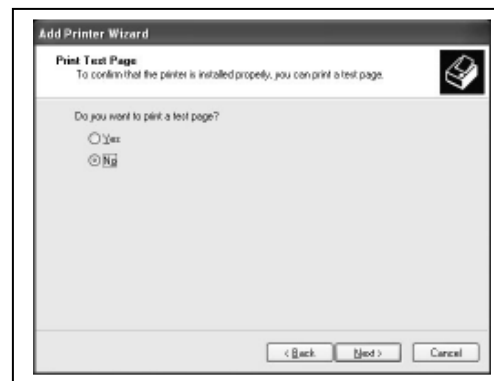 Add Printer Wizard
Print Test Page
To confirm that the printer is installed properly, you can print a test page.
Do you want to print a test page?
Yes
No
< Back
Next >
Cancel